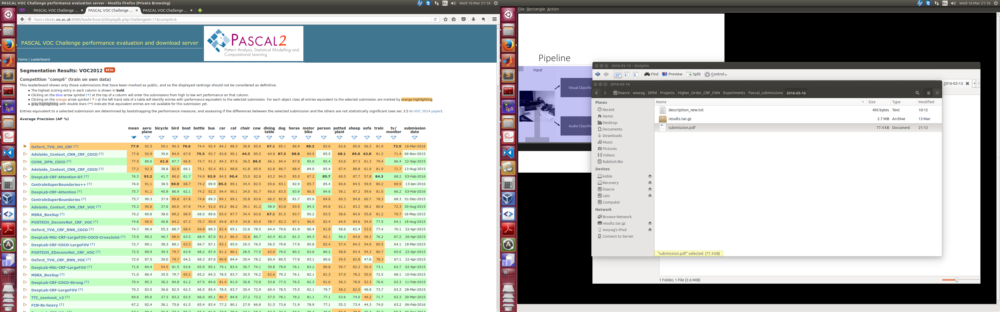 PASCAL VOC Challenge performance evaluation server - Mozilla Firefox (Private Browsing)
En
Wed 16 Mar 21:16
PASCAL VOC Challenge ... × PASCAL VOC Challenge ... × PASCAL VOC Challenge ... ×
host.robots.ox.ac.uk:8080/leaderboard/displaylb.php?challengeid=11&compid=6
PASCAL VOC Challenge performance evaluation and download server
PASCAL2
Pattern Analysis, Statistical Modelling and
Computational Learning
Home | Leaderboard
Segmentation Results: VOC2012 BETA
Competition "comp6" (train on own data)
This leaderboard shows only those submissions that have been marked as public, and so the displayed rankings should not be considered as definitive.
The highest scoring entry in each column is shown in bold.
Clicking on the blue arrow symbol ( ) at the top of a column will order the submissions from high to low wrt performance on that column.
Clicking on the orange arrow symbol ( ) at the left hand side of a table will identify entries with performance equivalent to the selected submission. For each object class all entries equivalent to the selected submission are marked by orange highlighting.
gray highlighting with double stars (**) indicate that equivalent entries are not available for this submission yet.
Entries equivalent to a selected submission are determined by bootstrapping the performance measure, and assessing if the differences between the selected submission and the others are not statistically significant (see sec 3.5 in VOC 2014 paper).
Average Precision (AP %)
mean aero plane bicycle bird boat bottle bus car cat chair cow dining table dog horse motor bike person potted plant sheep sofa train tv/ monitor submission date
Oxford_TVG_HO_CRF [?] 77.9 92.5 59.1 90.3 70.6 74.4 92.4 84.1 88.3 36.8 85.6 67.1 85.1 86.9 88.2 82.6 62.6 85.0 56.3 81.9 72.5 16-Mar-2016
Adelaide_Context_CNN_CRF_COCO [?] 77.8 92.9 39.6 84.0 67.9 75.3 92.7 83.8 90.1 44.3 85.5 64.9 87.3 88.8 84.5 85.5 68.1 89.0 62.8 81.2 71.4 06-Nov-2015
CUHK_DPN_COCO [?] 77.5 89.0 61.6 87.7 66.8 74.7 91.2 84.3 87.6 36.5 86.3 66.1 84.4 87.8 85.6 85.4 63.6 87.3 61.3 79.4 66.4 22-Sep-2015
Adelaide_Context_CNN_CRF_COCO [?] 77.2 92.3 38.8 82.9 66.1 75.1 92.4 83.1 88.6 41.8 85.9 62.8 86.7 88.4 84.0 85.4 67.4 88.8 61.9 81.9 71.7 13-Aug-2015
DeepLab-CRF-Attention-DT [?] 76.3 93.2 41.7 88.0 61.7 74.9 92.9 84.5 90.4 33.0 82.8 63.2 84.5 85.0 87.2 85.7 60.5 87.7 57.8 84.3 68.2 03-Feb-2016
CentraleSuperBoundaries++ [?] 76.0 91.1 38.5 90.9 68.7 74.2 89.9 85.3 89.1 34.4 82.5 65.6 83.1 82.9 85.7 85.4 60.6 84.5 59.9 80.2 69.9 13-Jan-2016
DeepLab-CRF-Attention [?] 75.7 91.1 40.9 86.9 62.1 74.2 92.3 84.4 90.1 34.0 81.7 66.0 83.5 83.9 86.5 84.6 59.1 87.2 59.6 81.0 66.2 03-Feb-2016
CentraleSuperBoundaries [?] 75.7 90.3 37.9 89.6 67.8 74.6 89.3 84.1 89.1 35.8 83.6 66.2 82.9 81.7 85.6 84.6 60.3 84.8 60.7 78.3 68.3 01-Dec-2015
Adelaide_Context_CNN_CRF_VOC [?] 75.3 90.6 37.6 80.0 67.8 74.4 92.0 85.2 86.2 39.1 81.2 58.9 83.8 83.9 84.3 84.8 62.1 83.2 58.2 80.8 72.3 30-Aug-2015
MSRA_BoxSup [?] 75.2 89.8 38.0 89.2 68.9 68.0 89.6 83.0 87.7 34.4 83.6 67.1 81.5 83.7 85.2 83.5 58.6 84.9 55.8 81.2 70.7 18-May-2015
POSTECH_DeconvNet_CRF_VOC [?] 74.8 90.0 40.8 84.2 67.3 70.7 90.9 84.8 87.4 34.8 83.0 58.7 82.3 87.1 86.9 82.4 64.5 84.6 54.9 77.5 64.1 18-Aug-2015
Oxford_TVG_CRF_RNN_COCO [?] 74.7 90.4 55.3 88.7 68.4 69.8 88.3 82.4 85.1 32.6 78.5 64.4 79.6 81.9 86.4 81.8 58.6 82.4 53.5 77.4 70.1 22-Apr-2015
DeepLab-MSc-CRF-LargeFOV-COCO-CrossJoint [?] 73.9 89.2 46.7 88.5 63.5 68.4 87.0 81.2 86.3 32.6 80.7 62.4 81.0 81.3 84.3 82.1 56.2 84.6 58.3 76.2 67.2 26-Apr-2015
DeepLab-CRF-COCO-LargeFOV [?] 72.7 89.1 38.3 88.1 63.3 69.7 87.1 83.1 85.0 29.3 76.5 56.5 79.8 77.9 85.8 82.4 57.4 84.3 54.9 80.5 64.1 18-Mar-2015
POSTECH_EDeconvNet_CRF_VOC [?] 72.5 89.9 39.3 79.7 63.9 68.2 87.4 81.2 86.1 28.5 77.0 62.0 79.0 80.3 83.6 80.2 58.8 83.4 54.3 80.7 65.0 22-Apr-2015
Oxford_TVG_CRF_RNN_VOC [?] 72.0 87.5 39.0 79.7 64.2 68.3 87.6 80.8 84.4 30.4 78.2 60.4 80.5 77.8 83.1 80.6 59.5 82.8 47.8 78.3 67.1 22-Apr-2015
DeepLab-MSc-CRF-LargeFOV [?] 71.6 84.4 54.5 81.5 63.6 65.9 85.1 79.1 83.4 30.7 74.1 59.8 79.0 76.1 83.2 80.8 59.7 82.2 50.4 73.1 63.7 02-Apr-2015
MSRA_BoxSup [?] 71.0 86.4 35.5 79.7 65.2 65.2 84.3 78.5 83.7 30.5 76.2 62.6 79.3 76.1 82.1 81.3 57.0 78.2 55.0 72.5 68.1 10-Feb-2015
DeepLab-CRF-COCO-Strong [?] 70.4 85.3 36.2 84.8 61.2 67.5 84.6 81.4 81.0 30.8 73.8 53.8 77.5 76.5 82.3 81.6 56.3 78.9 52.3 76.6 63.3 11-Feb-2015
DeepLab-CRF-LargeFOV [?] 70.3 83.5 36.6 82.5 62.3 66.5 85.4 78.5 83.7 30.4 72.9 60.4 78.5 75.5 82.1 79.7 58.2 82.0 48.8 73.7 63.3 28-Mar-2015
TTI_zoomout_v2 [?] 69.6 85.6 37.3 83.2 62.5 66.0 85.1 80.7 84.9 27.2 73.2 57.5 78.1 79.2 81.1 77.1 53.6 74.0 49.2 71.7 63.3 30-Mar-2015
FCN-8s-heavy [?] 67.2 82.4 36.1 75.6 61.5 65.4 83.4 77.2 80.1 27.9 66.8 51.5 73.6 71.9 78.9 77.1 55.3 73.4 44.3 74.0 63.2 06-Feb-2016
En
Wed 16 Mar 21:16
File Rectangle Action
Pipeline
Input
Visual Classifie
Audio Classifie
2016-03-13 – Dolphin
Find Preview Split Control
2016-03-13
2016-03-16
linacre anurag DPhil Projects Higher_Order_CRF_CNN Experiments Pascal_submissions 2016-03-16
Places
Recent
Home
Desktop
Documents
Downloads
Music
Pictures
Videos
Rubbish Bin
Devices
keble
Recovery
linacre
catz
Computer
Network
Browse Network
results.tar.gz
Anurag's iPod
Connect to Server
Name Size Type Modified
description_new.txt 495 bytes Text 10:12
results.tar.gz 2.7 MB Archive 13 Mar
submission.pdf 77.4 kB Document 21:12
"submission.pdf" selected (77.4 kB)
1 Folder, 1 File (2.6 MiB)